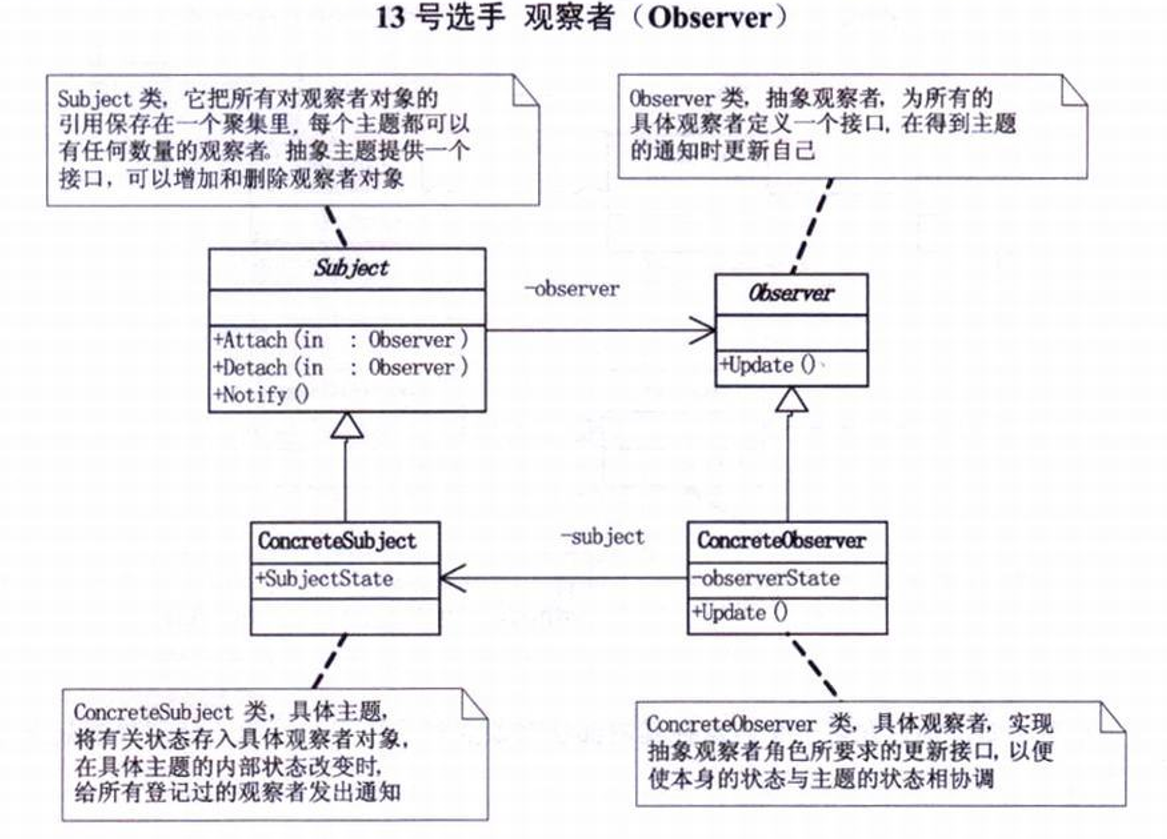 13 号选手 观察者（Observer）
Subject 类，它把所有对观察者对象的
引用保存在一个聚集里，每个主题都可以
有任何数量的观察者。抽象主题提供一个
接口，可以增加和删除观察者对象
Observer 类，抽象观察者，为所有的
具体观察者定义一个接口，在得到主题
的通知时更新自己
Subject
+Attach(in : Observer)
+Detach(in : Observer)
+Notify()
-observer
Observer
+Update()
ConcreteSubject
+SubjectState
-subject
ConcreteObserver
-observerState
+Update()
ConcreteSubject 类，具体主题，
将有关状态存入具体观察者对象，
在具体主题的内部状态改变时，
给所有登记过的观察者发出通知
ConcreteObserver 类，具体观察者，实现
抽象观察者角色所要求的更新接口，以便
使本身的状态与主题的状态相协调